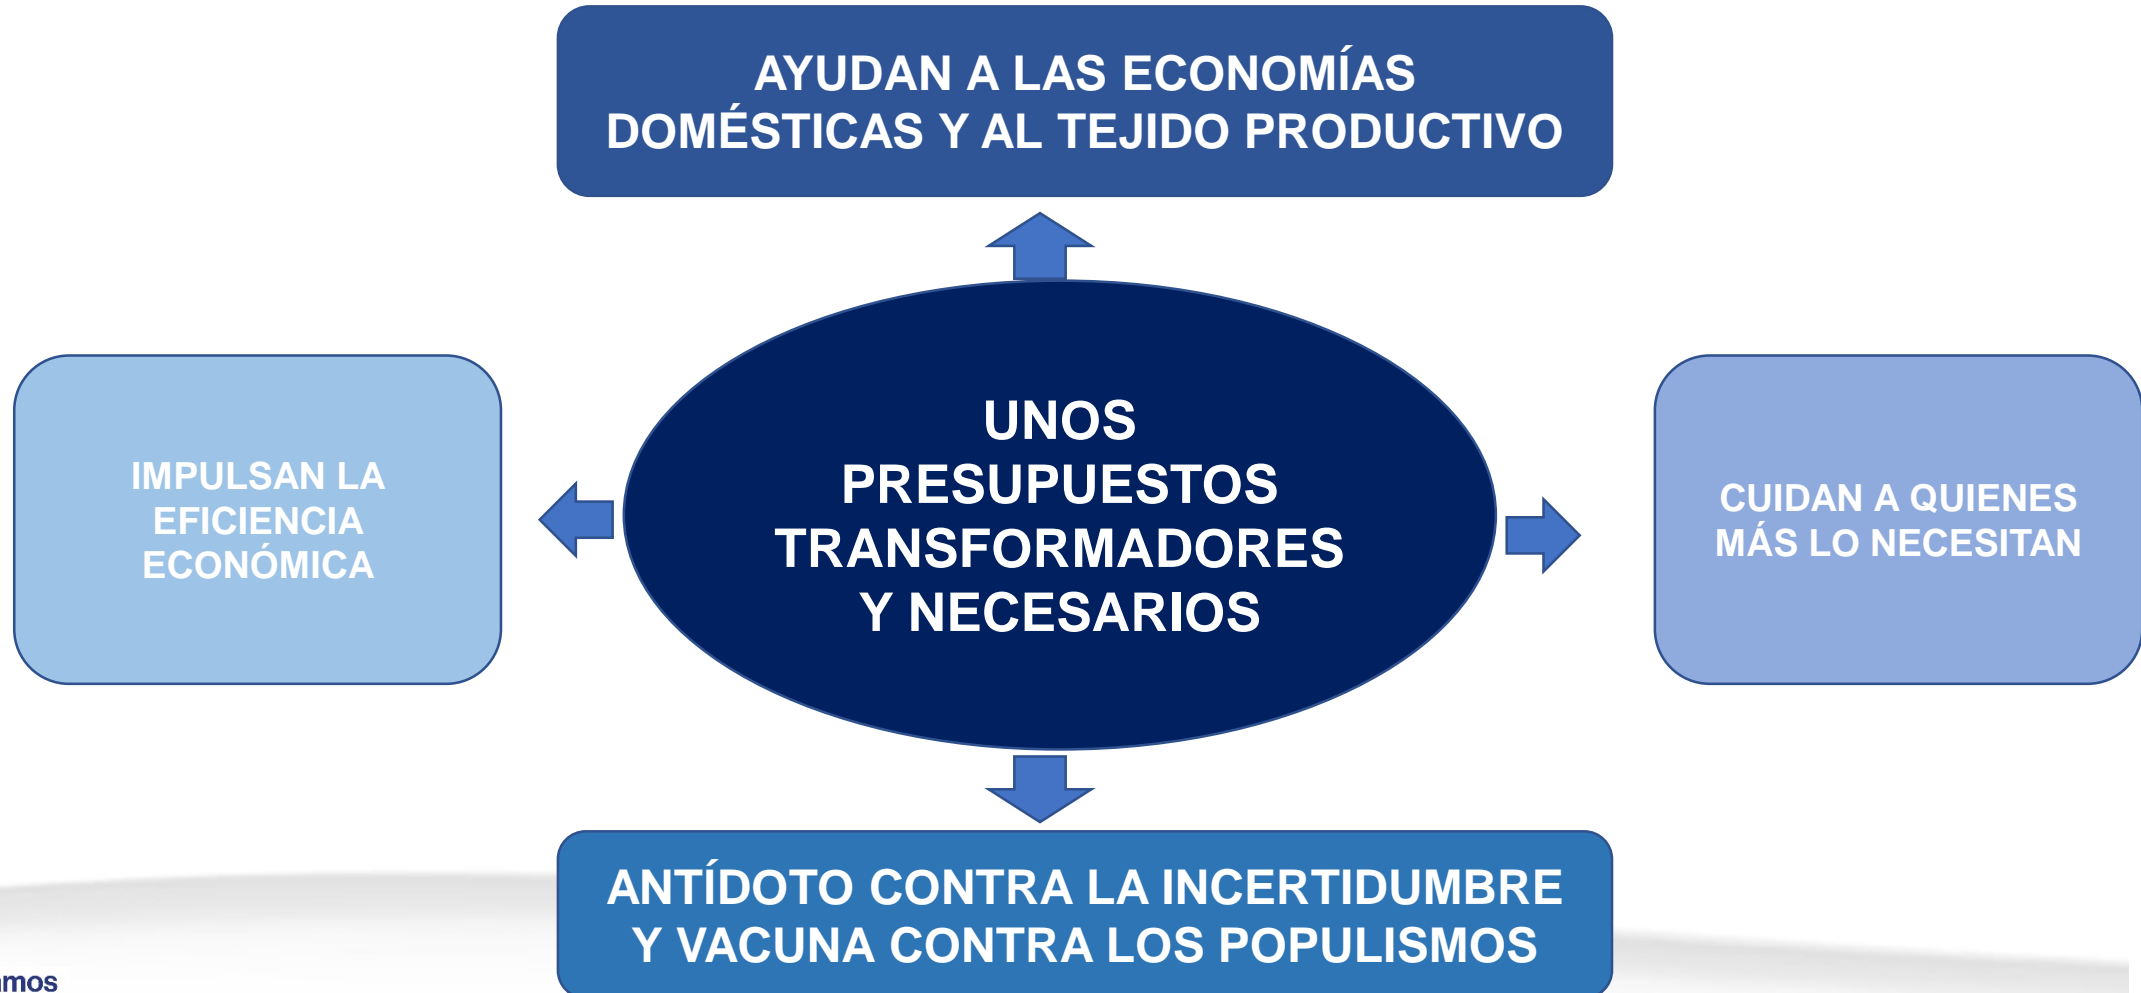 AYUDAN A LAS ECONOMÍAS
DOMÉSTICAS Y AL TEJIDO PRODUCTIVO
IMPULSAN LA
EFICIENCIA
ECONÓMICA
UNOS
PRESUPUESTOS
TRANSFORMADORES
Y NECESARIOS
CUIDAN A QUIENES
MÁS LO NECESITAN
ANTÍDOTO CONTRA LA INCERTIDUMBRE
Y VACUNA CONTRA LOS POPULISMOS